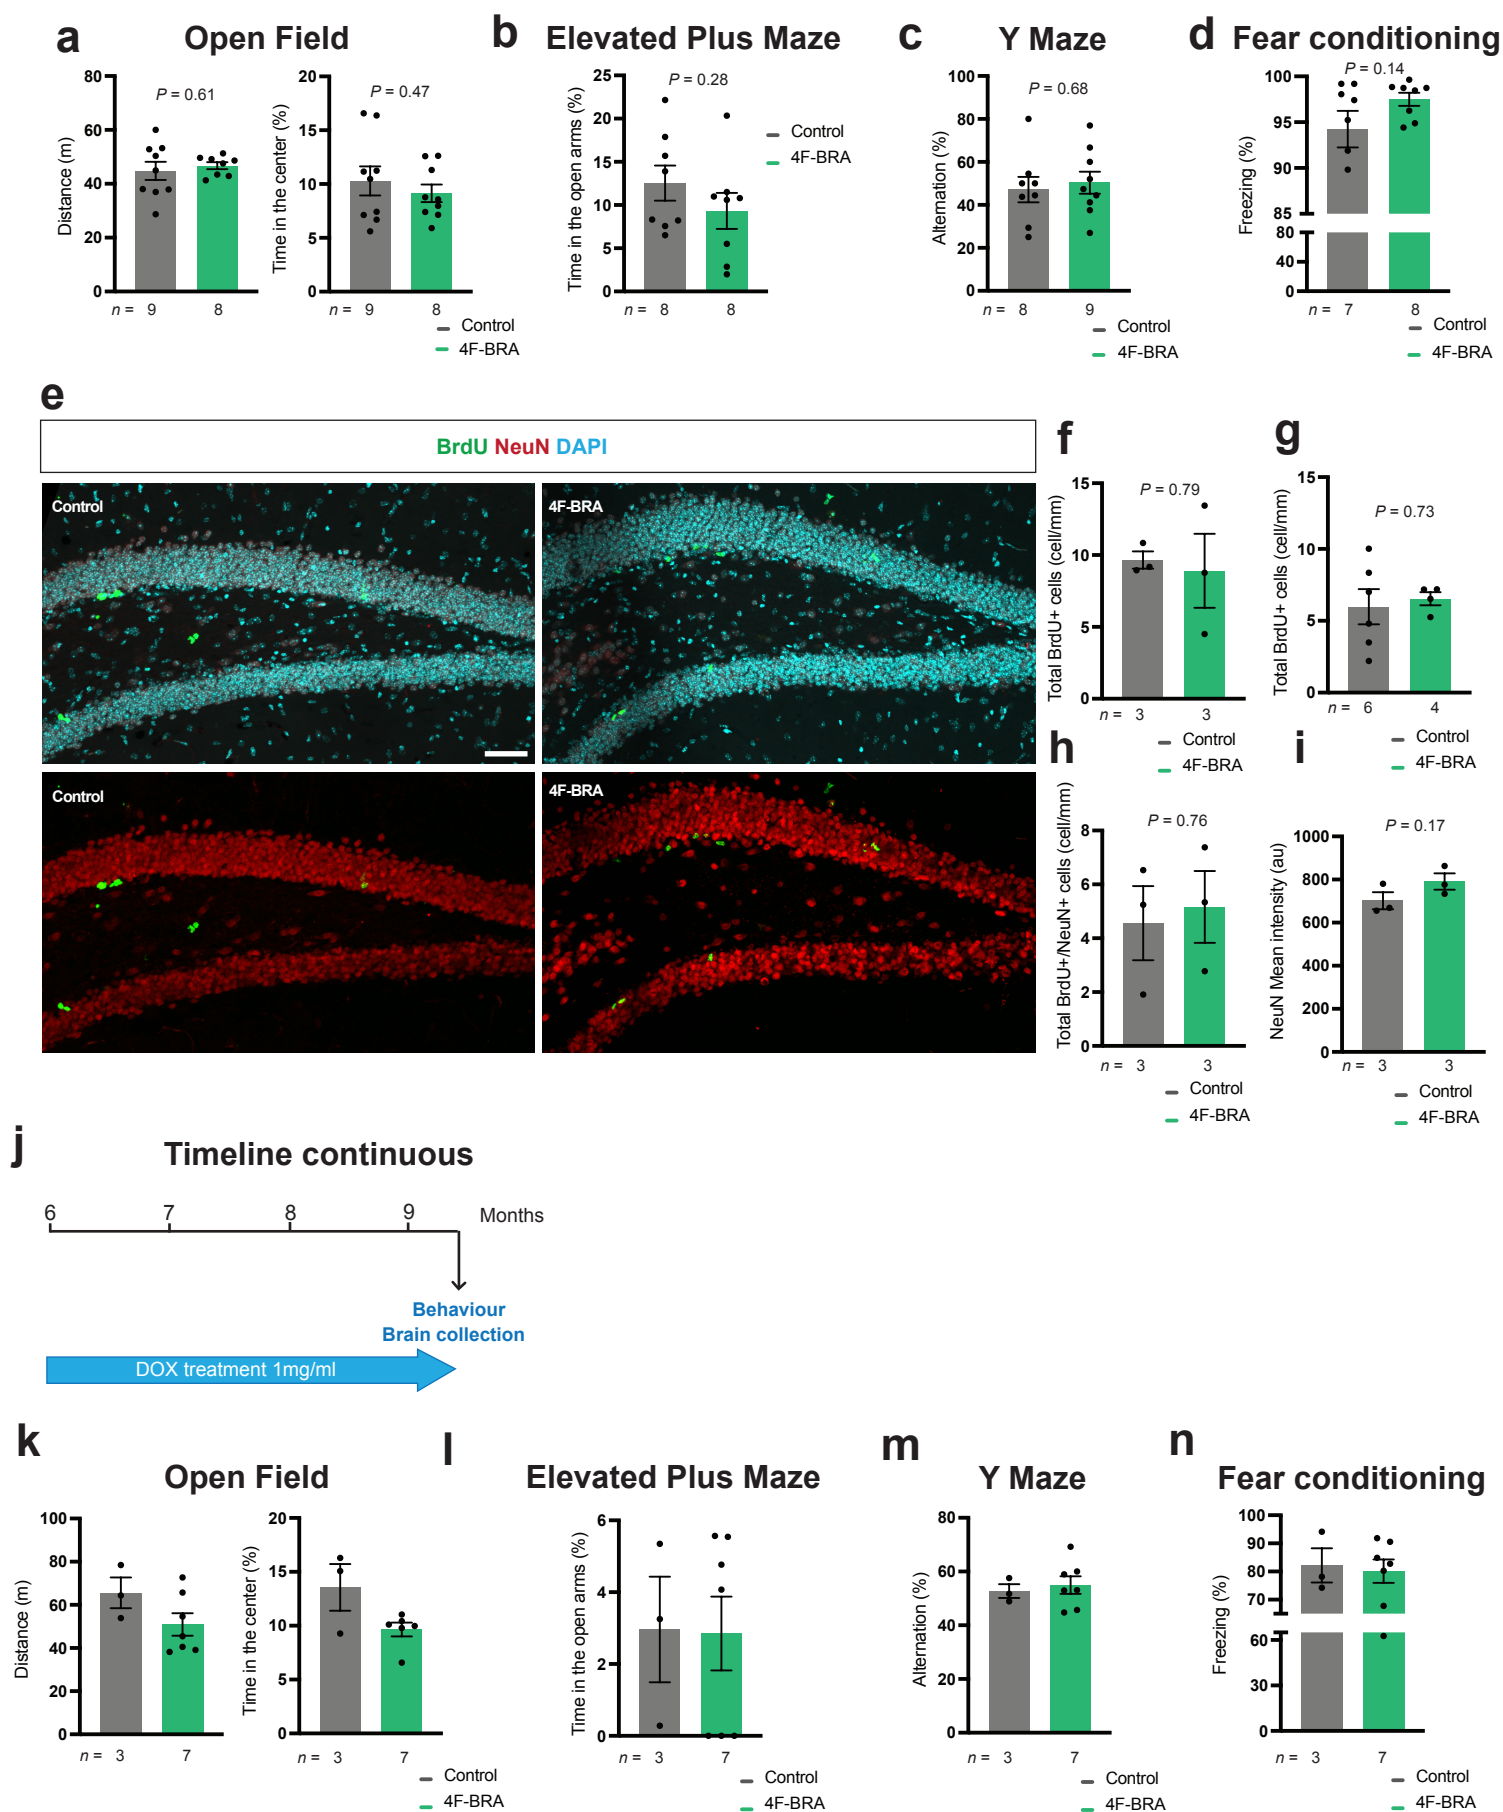 a
Open Field
Distance (m)
80
60
40
20
0
P = 0.61
n = 9 8
Time in the center (%)
20
15
10
5
0
P = 0.47
n = 9 8
Control
4F-BRA
b
Elevated Plus Maze
Time in the open arms (%)
25
20
15
10
5
0
P = 0.28
n = 8 8
Control
4F-BRA
c
Y Maze
Alternation (%)
100
80
60
40
20
0
P = 0.68
n = 8 9
Control
4F-BRA
d
Fear conditioning
Freezing (%)
100
95
90
85
80
40
0
P = 0.14
n = 7 8
Control
4F-BRA
e
BrdU NeuN DAPI
Control
4F-BRA
Control
4F-BRA
f
Total BrdU+ cells (cell/mm)
15
10
5
0
P = 0.79
n = 3 3
Control
4F-BRA
g
Total BrdU+ cells (cell/mm)
15
10
5
0
P = 0.73
n = 6 4
Control
4F-BRA
h
Total BrdU+/NeuN+ cells (cell/mm)
8
6
4
2
0
P = 0.76
n = 3 3
Control
4F-BRA
i
NeuN Mean intensity (au)
1000
800
600
400
200
0
P = 0.17
n = 3 3
Control
4F-BRA
j
Timeline continuous
6 7 8 9 Months
Behaviour
Brain collection
DOX treatment 1mg/ml
k
Open Field
Distance (m)
100
80
60
40
20
0
n = 3 7
Time in the center (%)
20
15
10
5
0
n = 3 7
Control
4F-BRA
l
Elevated Plus Maze
Time in the open arms (%)
6
4
2
0
n = 3 7
Control
4F-BRA
m
Y Maze
Alternation (%)
80
60
40
20
0
n = 3 7
Control
4F-BRA
n
Fear conditioning
Freezing (%)
100
90
80
70
60
30
0
n = 3 7
Control
4F-BRA